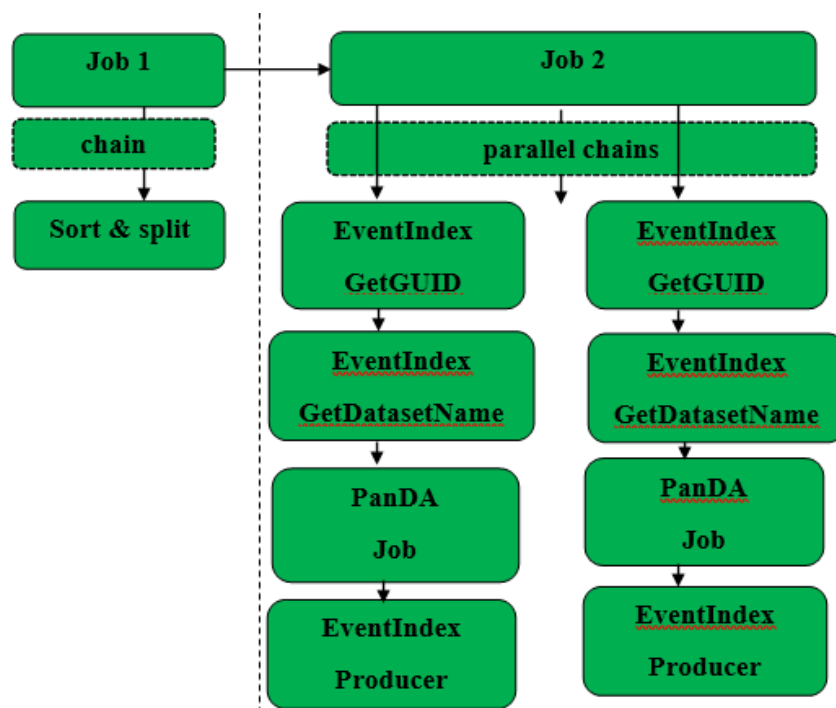 Job 1
chain
Sort & split
Job 2
parallel chains
EventIndex
GetGUID
EventIndex
GetDatasetName
PanDA
Job
EventIndex
Producer
EventIndex
GetGUID
EventIndex
GetDatasetName
PanDA
Job
EventIndex
Producer